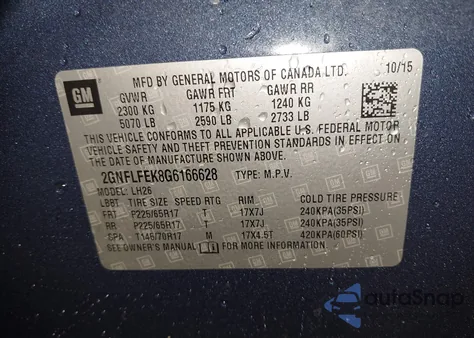 GM
MFD BY GENERAL MOTORS OF CANADA LTD. 10/15
GVWR GAWR FRT GAWR RR
2300 KG 1175 KG 1240 KG
5070 LB 2590 LB 2733 LB
THIS VEHICLE CONFORMS TO ALL APPLICABLE U.S. FEDERAL MOTOR
VEHICLE SAFETY AND THEFT PREVENTION STANDARDS IN EFFECT ON THE
DATE OF MANUFACTURE SHOWN ABOVE.
2GNFLFEK8G6166628 TYPE: M.P.V.
MODEL: LH26
LBBT: TIRE SIZE SPEED RTG RIM COLD TIRE PRESSURE
FRT P225/65R17 T 17X7J 240KPA(35PSI)
RR P225/65R17 T 17X7J 240KPA(35PSI)
SPA T145/70R17 M 17X4.5T 420KPA(60PSI)
SEE OWNER'S MANUAL FOR MORE INFORMATION.
autoSnap